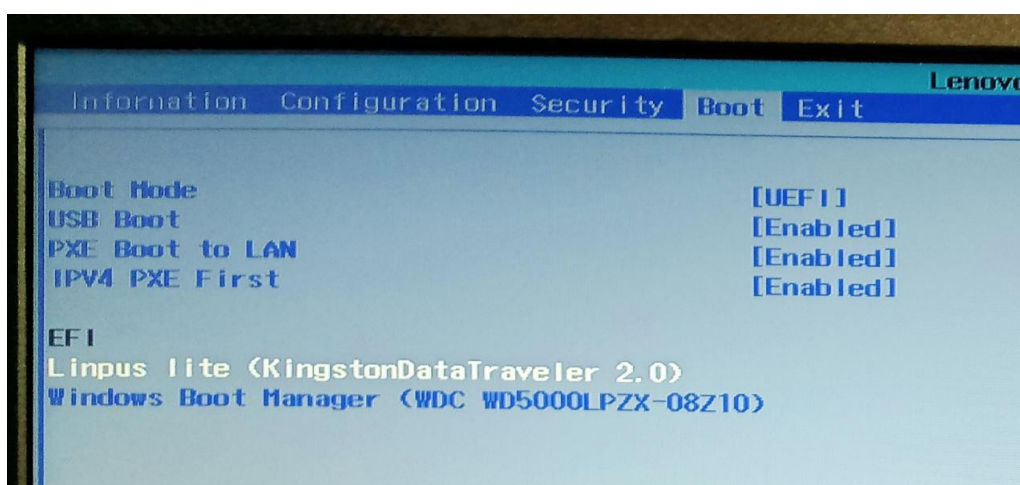 Lenovo
Information Configuration Security Boot Exit
Boot Mode [UEFI]
USB Boot [Enabled]
PXE Boot to LAN [Enabled]
IPV4 PXE First [Enabled]
EFI
Linpus lite (KingstonDataTraveler 2.0)
Windows Boot Manager (WDC WD5000LPZX-08Z10)